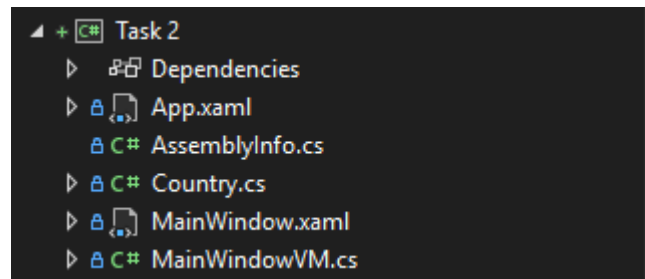 C# Task 2
Dependencies
App.xaml
C# AssemblyInfo.cs
C# Country.cs
MainWindow.xaml
C# MainWindowVM.cs